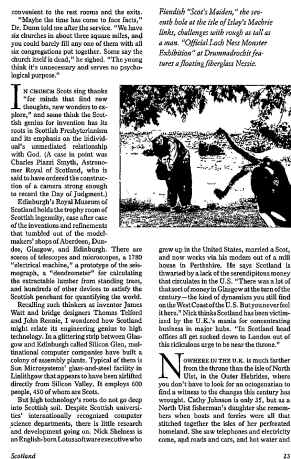 convenient to the rest rooms and the exits.
"Maybe the time has come to face facts,"
Dr. Dunn told me after the service. "We have
six churches in about three square miles, and
you could barely fill any one of them with all
six congregations put together. Some say the
church itself is dead," he sighed. "The young
think it's unnecessary and serves no psycho-
logical purpose."
IN CHURCH Scots sing thanks
"for minds that find new
thoughts, new wonders to ex-
plore," and some think the Scot-
tish genius for invention has its
roots in Scottish Presbyterianism
and its emphasis on the individ-
ual's unmediated relationship
with God. (A case in point was
Charles Piazzi Smyth, Astrono-
mer Royal of Scotland, who is
said to have ordered the construc-
tion of a camera strong enough
to record the Day of Judgment.)
Edinburgh's Royal Museum of
Scotland holds the trophy room of
Scottish ingenuity, case after case
of the inventions and refinements
that tumbled out of the model-
makers' shops of Aberdeen, Dun-
dee, Glasgow, and Edinburgh. There are
scores of telescopes and microscopes, a 1780
"electrical machine," a prototype of the seis-
mograph, a "dendrometer" for calculating
the extractable lumber from standing trees,
and hundreds of other devices to satisfy the
Scottish penchant for quantifying the world.
Recalling such thinkers as inventor James
Watt and bridge designers Thomas Telford
and John Rennie, I wondered how Scotland
might relate its engineering genius to high
technology. In a glittering strip between Glas-
gow and Edinburgh called Silicon Glen, mul-
tinational computer companies have built a
colony of assembly plants. Typical of them is
Sun Microsystems' glass-and-steel facility in
Linlithgow that appears to have been airlifted
directly from Silicon Valley. It employs 600
people, 450 of whom are Scots.
But high technology's roots do not go deep
into Scottish soil. Despite Scottish universi-
ties' internationally recognized computer
science departments, there is little research
and development going on. Nick Skelness is
an English-born Lotus software executive who
Fiendish "Scot's Maiden," the sev-
enth hole at the isle of Islay's Machrie
links, challenges with rough as tall as
a man. "Official Loch Ness Monster
Exhibition" at Drumnadrochit fea-
tures a floating fiberglass Nessie.
grew up in the United States, married a Scot,
and now works via his modem out of a mill
house in Perthshire. He says Scotland is
thwarted by a lack of the serendipitous money
that circulates in the U.S. "There was a lot of
that sort of money in Glasgow at the turn of the
century—the kind of dynamism you still find
on the West Coast of the U.S. But you never feel
it here." Nick thinks Scotland has been victim-
ized by the U.K.'s mania for concentrating
business in major hubs. "In Scotland head
offices all get sucked down to London out of
this ridiculous urge to be near the throne."
NOWHERE IN THE U.K. is much farther
from the throne than the isle of North
Uist, in the Outer Hebrides, where
you don't have to look for an octogenarian to
find a witness to the changes this century has
wrought. Cathy Johnson is only 35, but as a
North Uist fisherman's daughter she remem-
bers when boats and ferries were all that
stitched together the isles of her perforated
homeland. She saw telephones and electricity
come, and roads and cars, and hot water and
Scotland
23